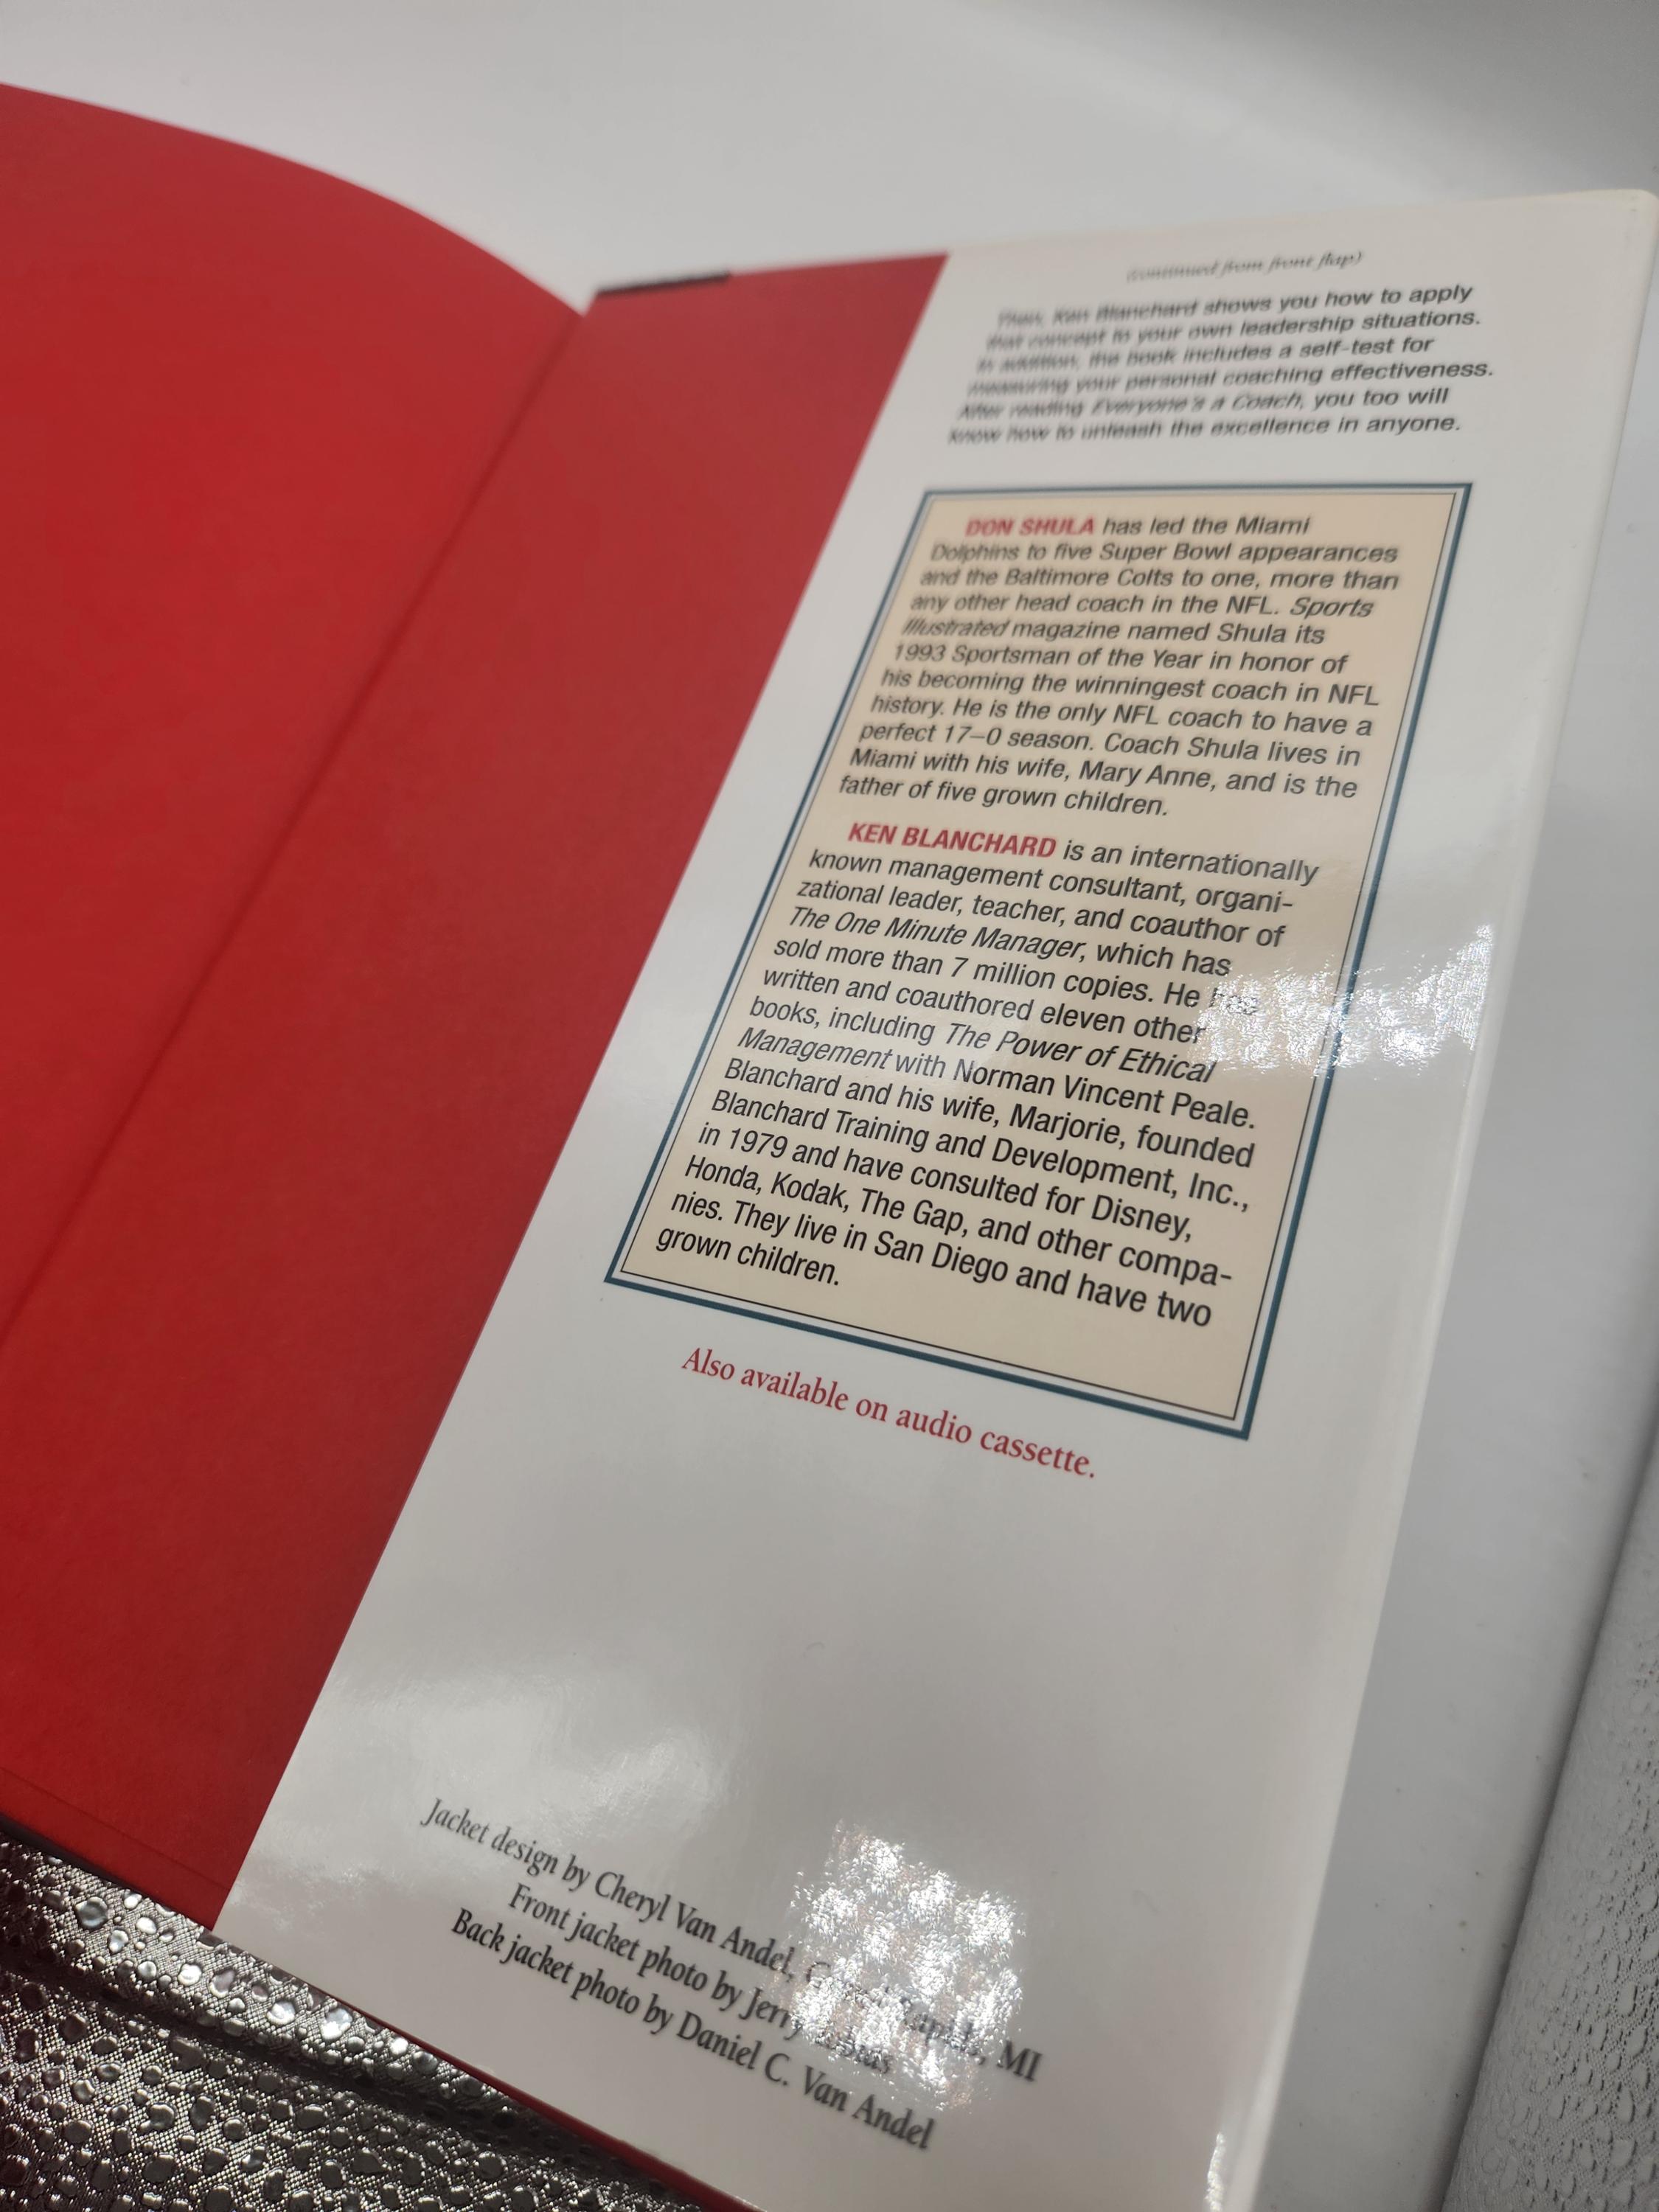 (continued from front flap)
Then, Ken Blanchard shows you how to apply
that concept to your own leadership situations.
In addition, the book includes a self-test for
measuring your personal coaching effectiveness.
After reading Everyone's a Coach, you too will
know how to unleash the excellence in anyone.
DON SHULA has led the Miami
Dolphins to five Super Bowl appearances
and the Baltimore Colts to one, more than
any other head coach in the NFL. Sports
Illustrated magazine named Shula its
1993 Sportsman of the Year in honor of
his becoming the winningest coach in NFL
history. He is the only NFL coach to have a
perfect 17–0 season. Coach Shula lives in
Miami with his wife, Mary Anne, and is the
father of five grown children.
KEN BLANCHARD is an internationally
known management consultant, organi-
zational leader, teacher, and coauthor of
The One Minute Manager, which has
sold more than 7 million copies. He has
written and coauthored eleven other
books, including The Power of Ethical
Management with Norman Vincent Peale.
Blanchard and his wife, Marjorie, founded
Blanchard Training and Development, Inc.,
in 1979 and have consulted for Disney,
Honda, Kodak, The Gap, and other compa-
nies. They live in San Diego and have two
grown children.
Also available on audio cassette.
Jacket design by Cheryl Van Andel, Rapids, MI
Front jacket photo by Jerry
Back jacket photo by Daniel C. Van Andel